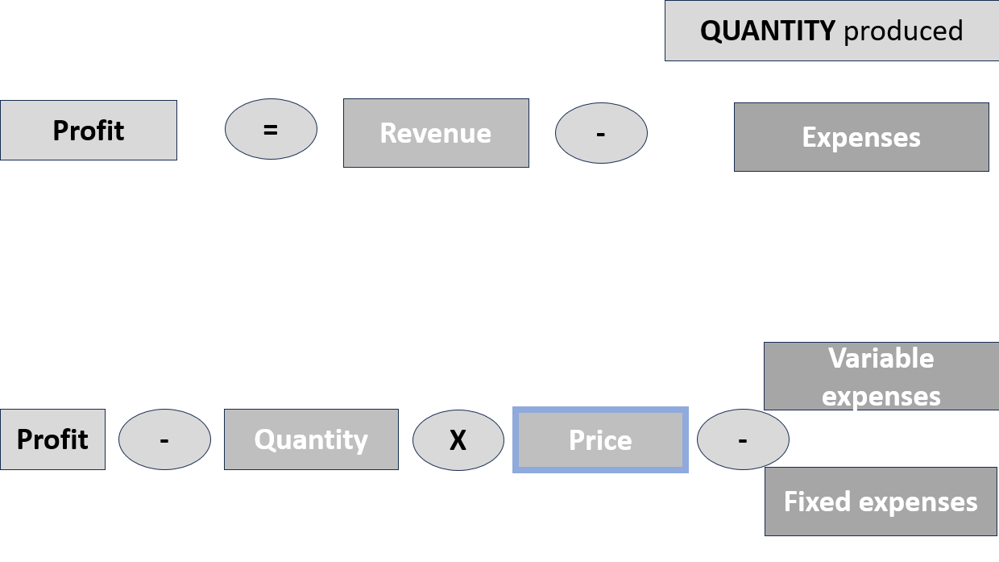 QUANTITY produced
Profit = Revenue - Expenses
Variable
expenses
Profit - Quantity X Price -
Fixed expenses